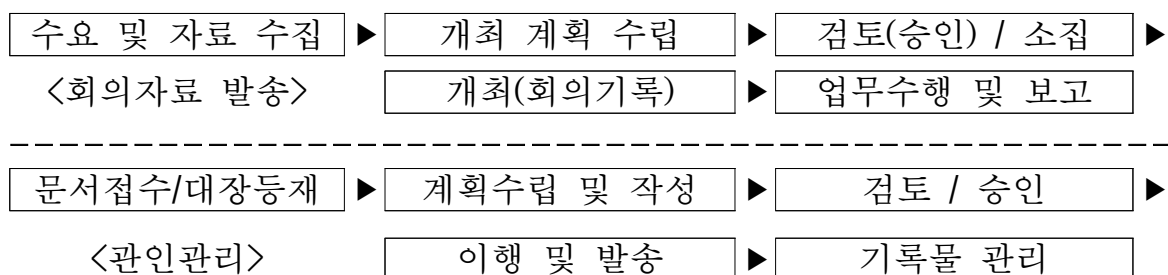 수요 및 자료 수집 ▶ 개최 계획 수립 ▶ 검토(승인) / 소집 ▶
<회의자료 발송> 개최(회의기록) ▶ 업무수행 및 보고
문서접수/대장등재 ▶ 계획수립 및 작성 ▶ 검토 / 승인 ▶
<관인관리> 이행 및 발송 ▶ 기록물 관리